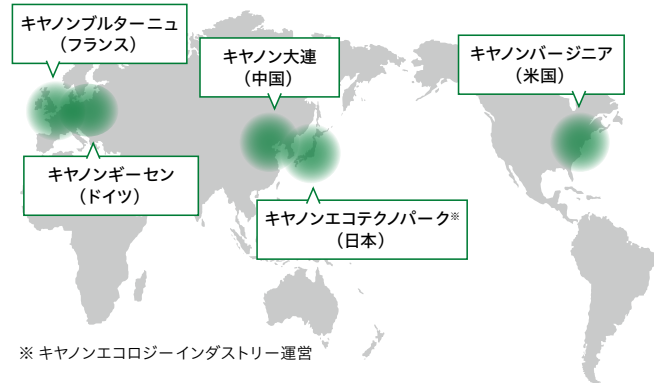 キヤノンブルターニュ
（フランス）
キヤノン大連
（中国）
キヤノンバージニア
（米国）
キヤノンギーセン
（ドイツ）
キヤノンエコテクノパーク※
（日本）
※ キヤノンエコロジーインダストリー運営